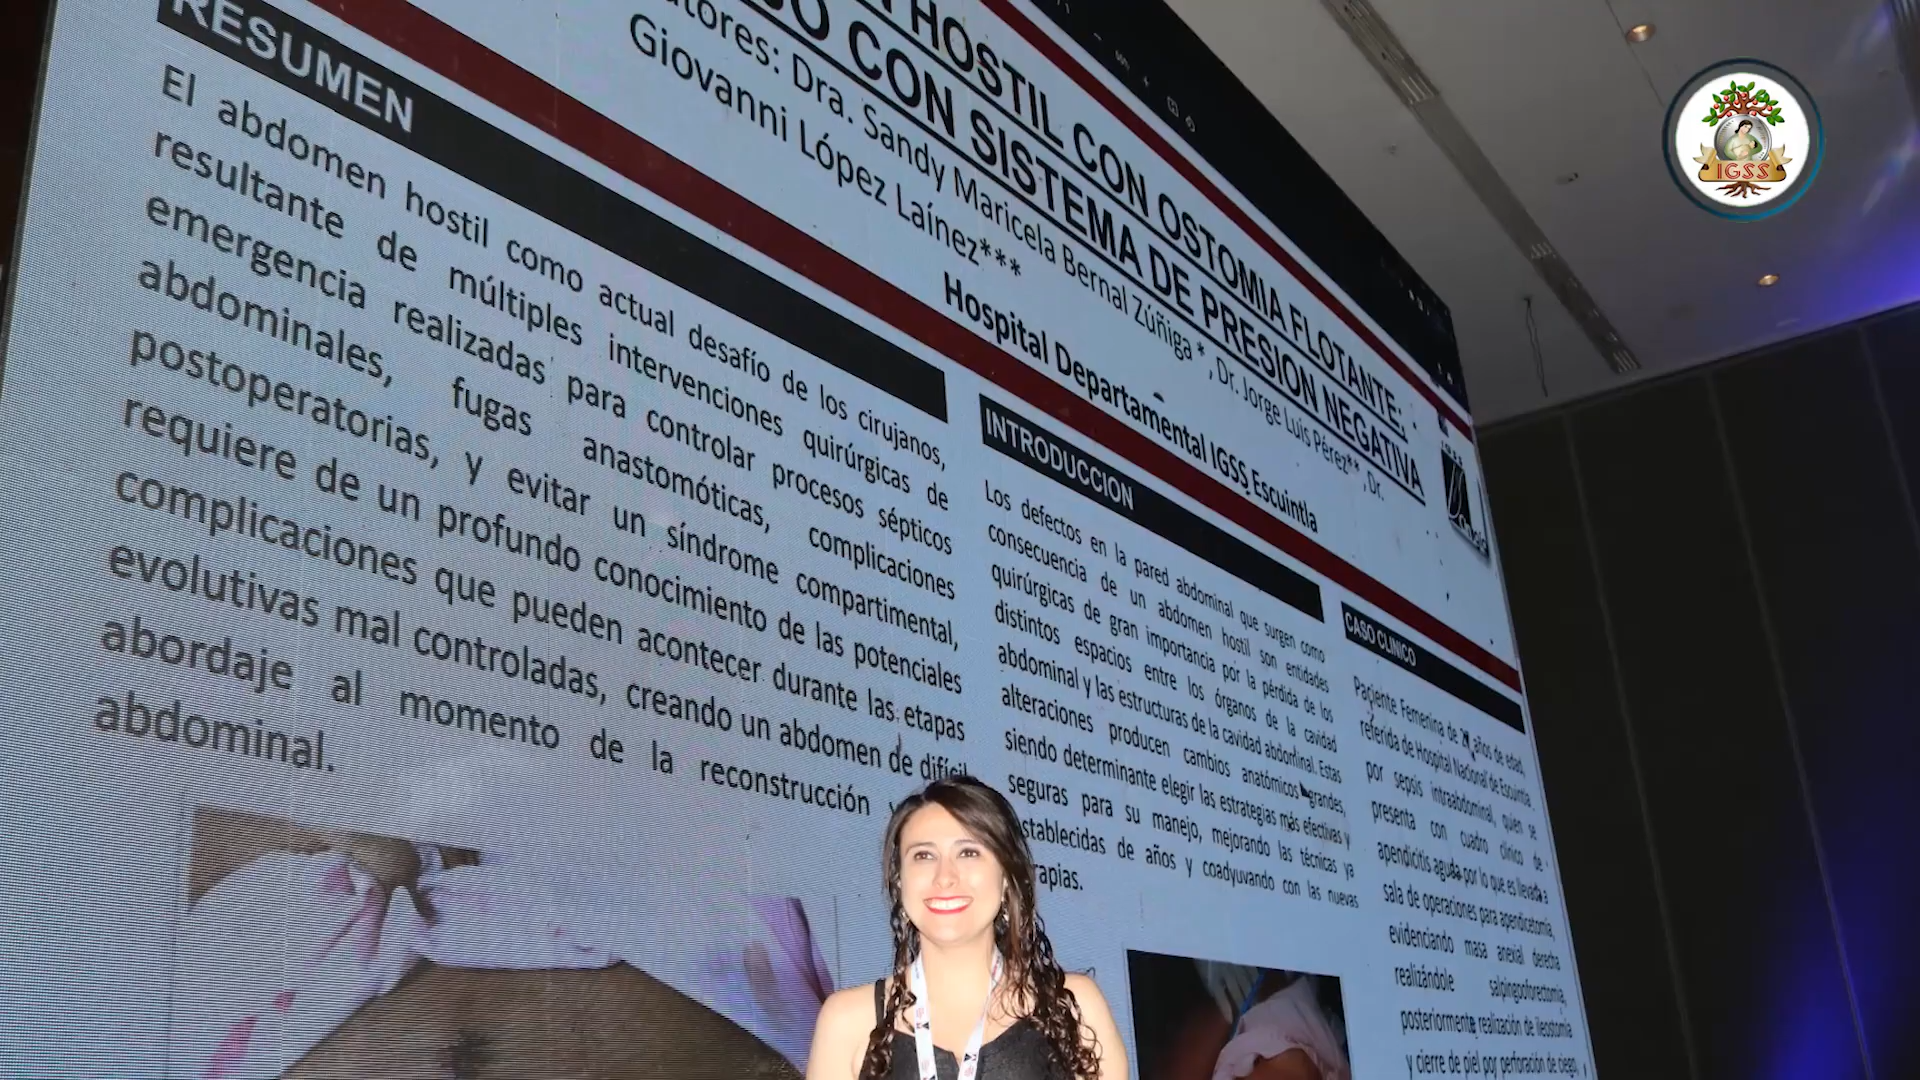 HOSTIL CON OSTOMIA FLOTANTE:
CON SISTEMA DE PRESION NEGATIVA
Dra. Sandy Maricela Bernal Zúñiga*, Dr. Jorge Luis Pérez**, Dr.
Giovanni López Laínez***
Hospital Departamental IGSS Escuintla
RESUMEN
El abdomen hostil como actual desafío de los cirujanos,
resultante de múltiples intervenciones quirúrgicas de
emergencia realizadas para controlar procesos sépticos
abdominales, fugas anastomóticas, complicaciones
postoperatorias, y evitar un síndrome compartimental,
requiere de un profundo conocimiento de las potenciales
complicaciones que pueden acontecer durante las etapas
evolutivas mal controladas, creando un abdomen de difícil
abordaje al momento de la reconstrucción
abdominal.
INTRODUCCION
Los defectos en la pared abdominal que surgen como
consecuencia de un abdomen hostil son entidades
quirúrgicas de gran importancia por la pérdida de los
distintos espacios entre los órganos de la cavidad
abdominal y las estructuras de la cavidad abdominal. Estas
alteraciones producen cambios anatómicos grandes,
siendo determinante elegir las estrategias más efectivas y
seguras para su manejo, mejorando las técnicas ya
establecidas de años y coadyuvando con las nuevas
CASO CLINICO
Paciente Femenina de años de edad,
referida de Hospital Nacional de Escuintla
por sepsis intraabdominal, quien se
presenta con cuadro clínico de
apendicitis aguda por lo que es llevada a
sala de operaciones para apendicetomía,
evidenciando masa anexial derecha
realizándole salpingooforectomia,
posteriormente realización de ileostomia
y cierre de piel por perforación de ciego,
IGSS